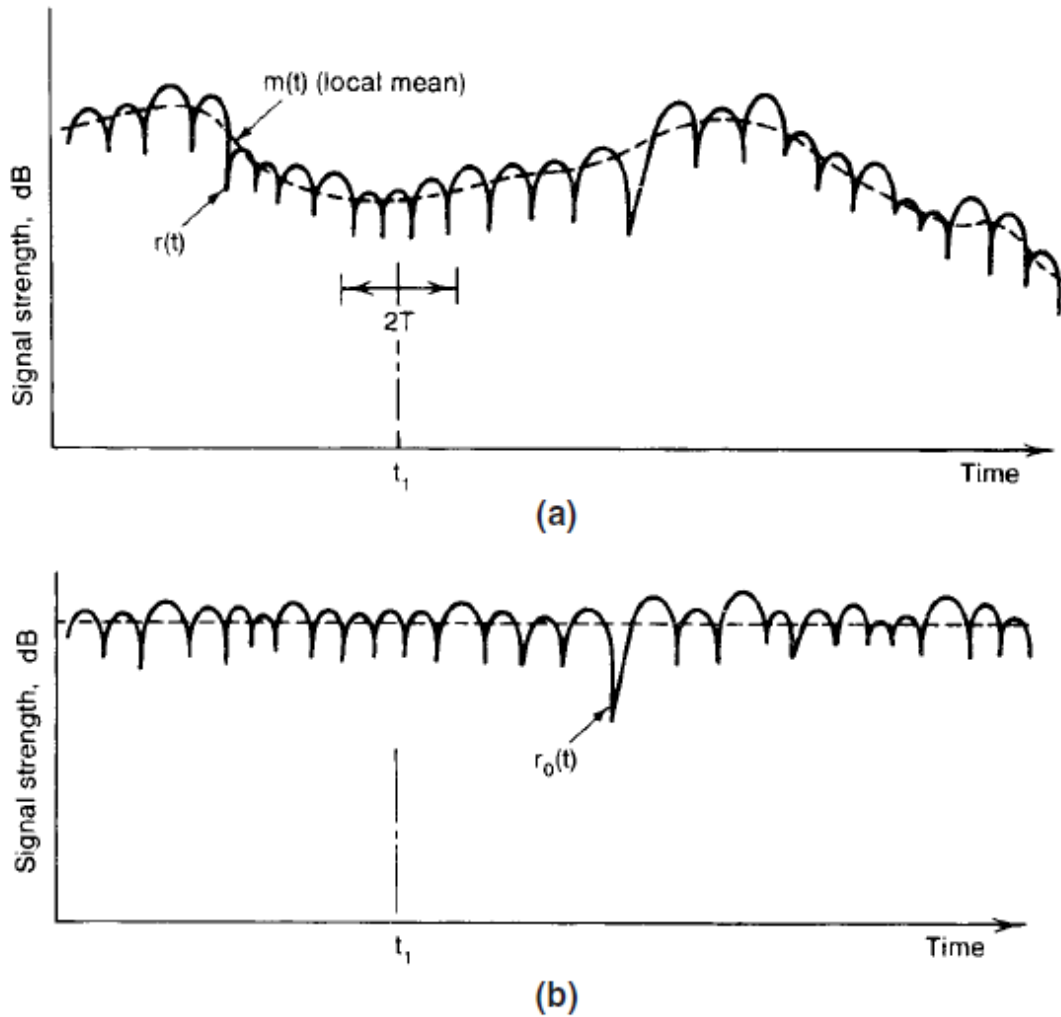 m(t) (local mean)
r(t)
2T
Signal strength, dB
t₁
Time
(a)
Signal strength, dB
r₀(t)
t₁
Time
(b)